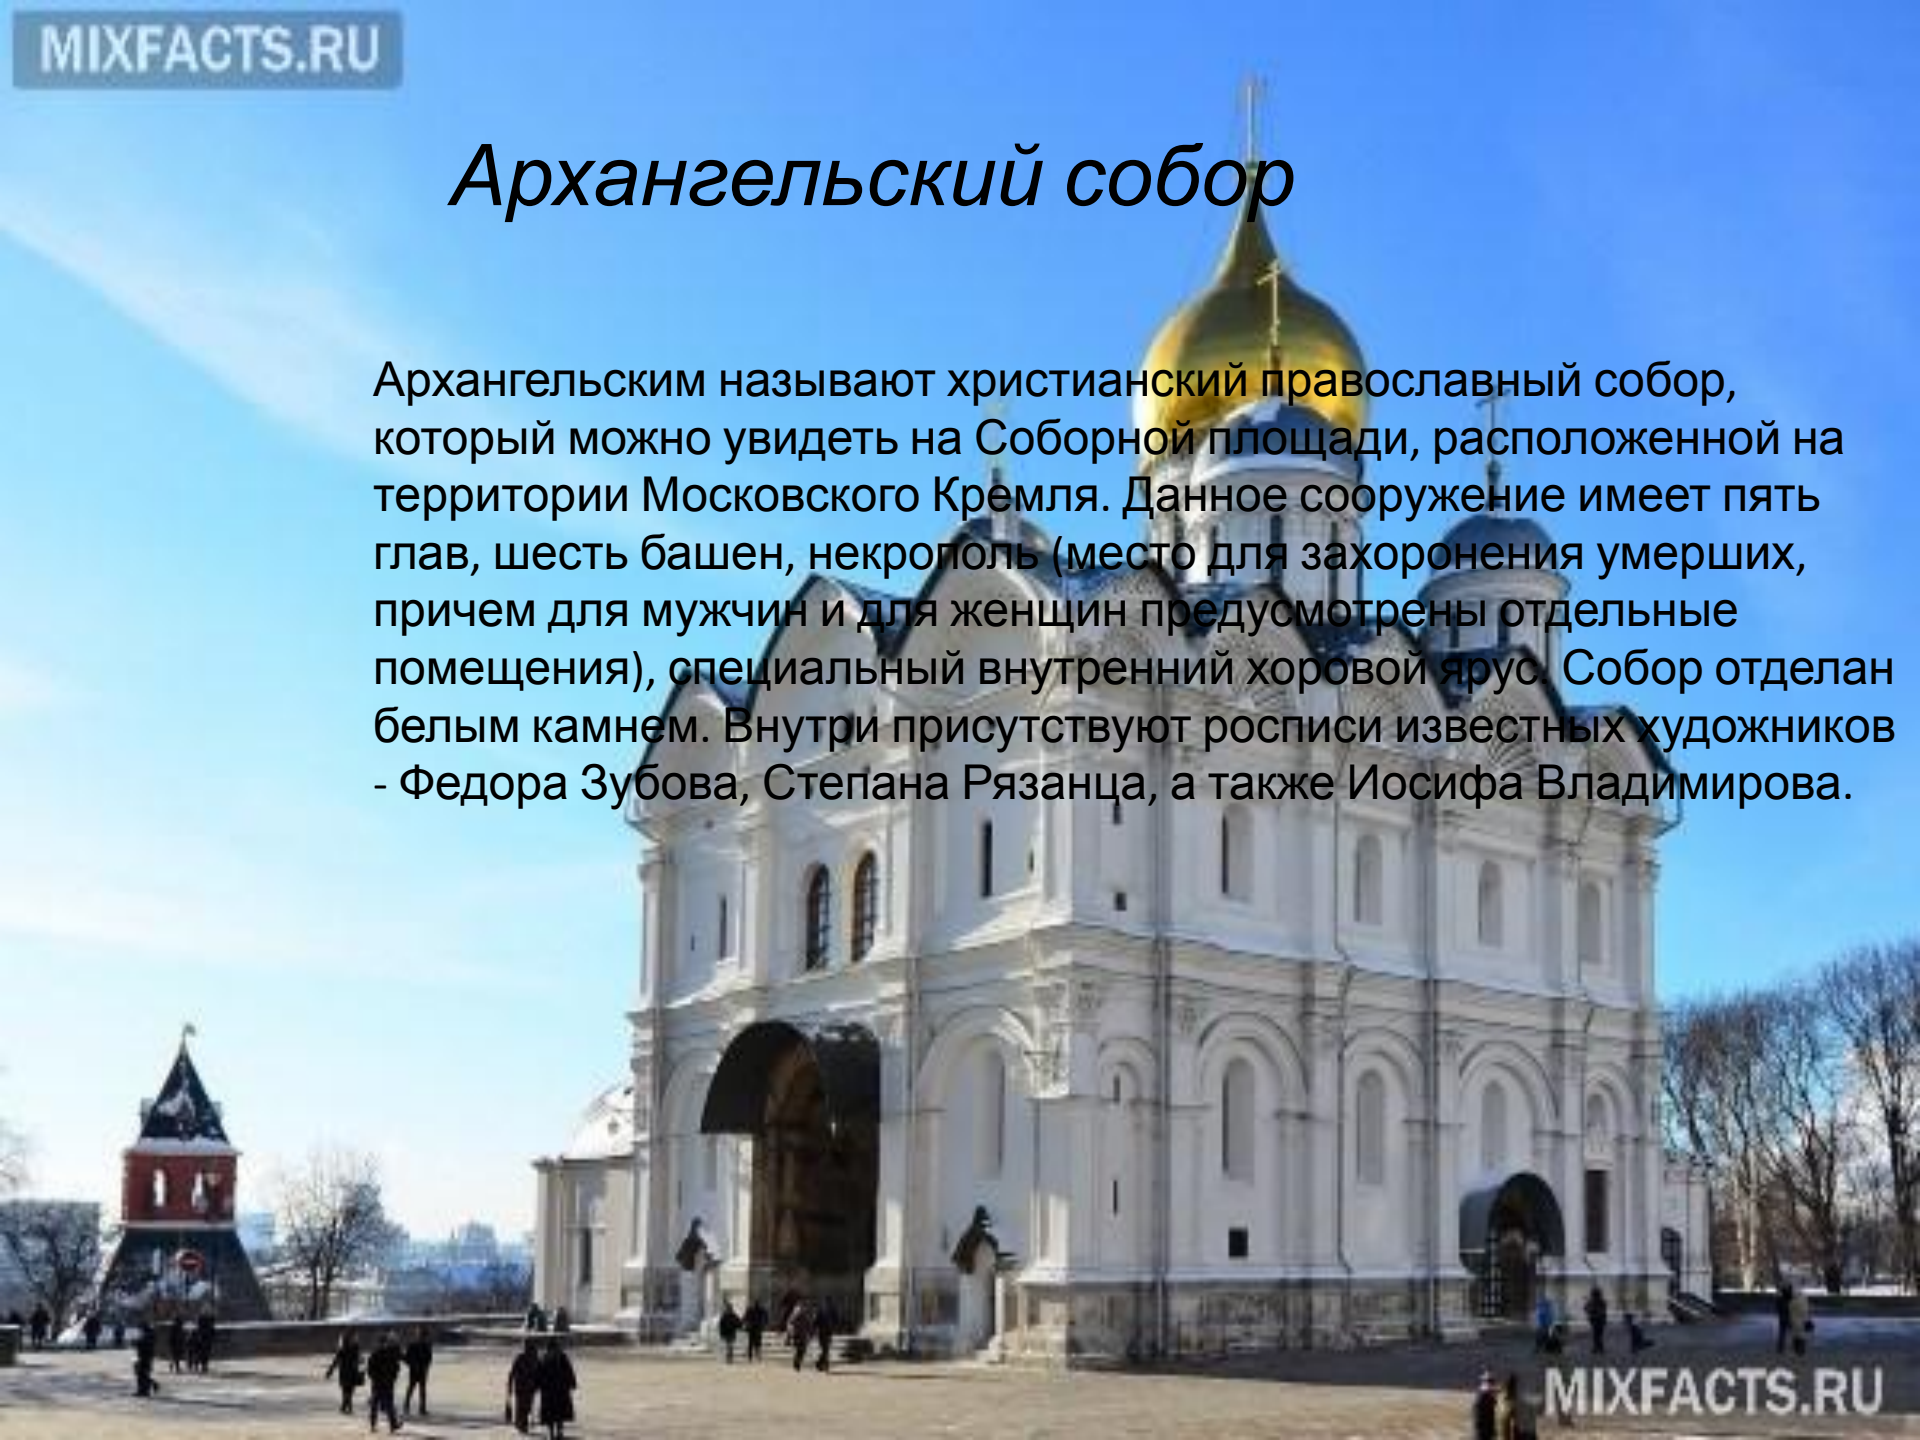 MIXFACTS.RU
Архангельский собор
Архангельским называют христианский православный собор,
который можно увидеть на Соборной площади, расположенной на
территории Московского Кремля. Данное сооружение имеет пять
глав, шесть башен, некрополь (место для захоронения умерших,
причем для мужчин и для женщин предусмотрены отдельные
помещения), специальный внутренний хоровой ярус. Собор отделан
белым камнем. Внутри присутствуют росписи известных художников
- Федора Зубова, Степана Рязанца, а также Иосифа Владимирова.
MIXFACTS.RU